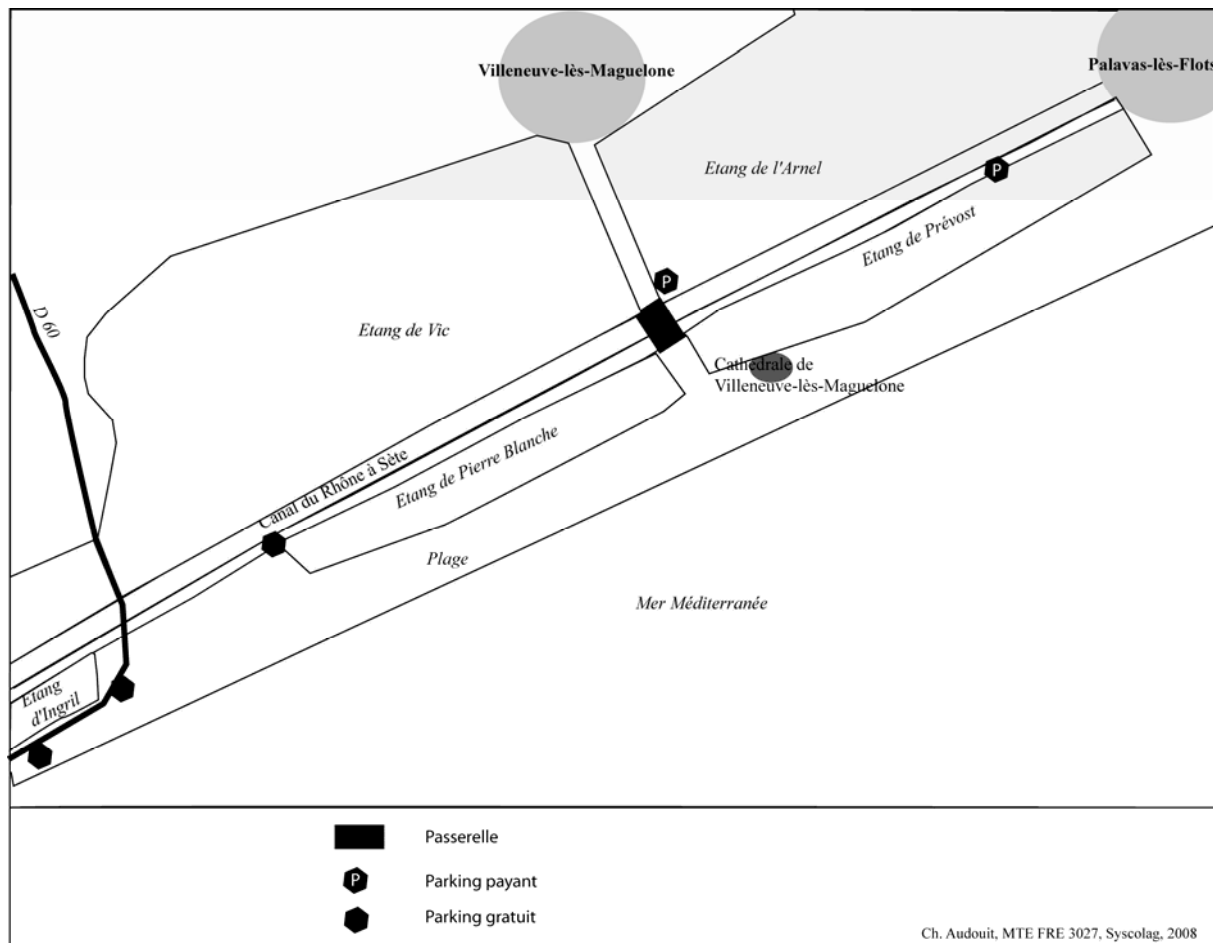 Villeneuve-lès-Maguelone
Palavas-lès-Flots
Etang de l'Arnel
P
Etang de Prévost
P
D 60
Etang de Vic
Cathédrale de
Villeneuve-lès-Maguelone
Canal du Rhône à Sète
Etang de Pierre Blanche
Plage
Mer Méditerranée
Etang
d'Ingril
Passerelle
P
Parking payant
Parking gratuit
Ch. Audouit, MTE FRE 3027, Syscolag, 2008